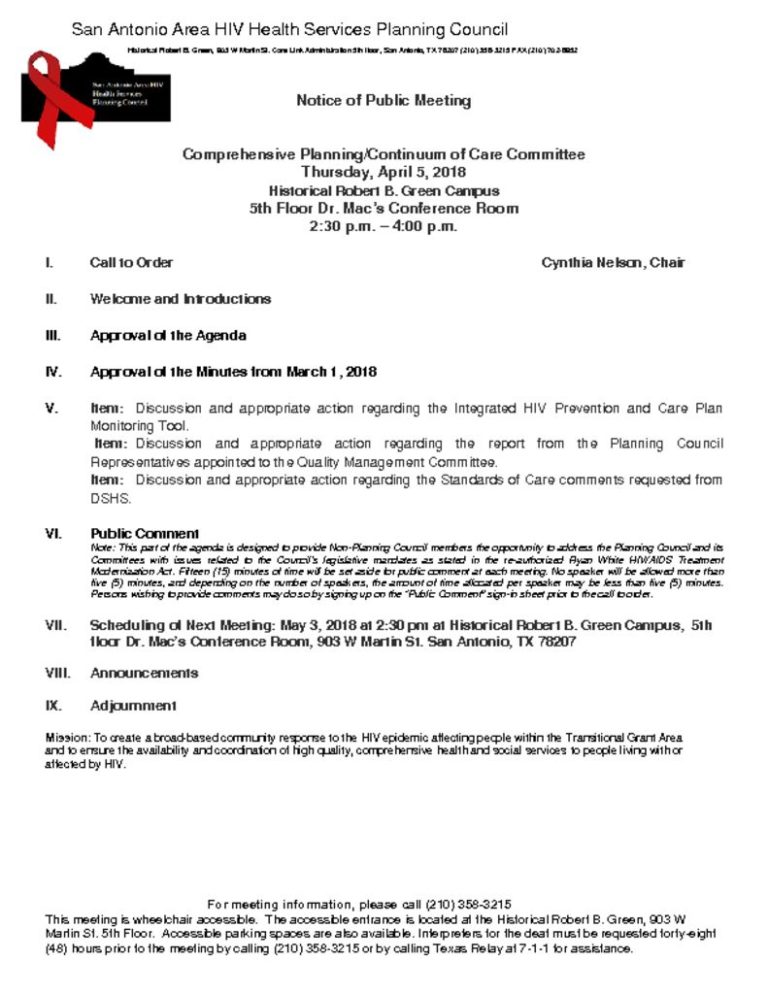 San Antonio Area HIV Health Services Planning Council
Historical Robert B. Green, 903 W Martin St. Care Link Administration 5th floor, San Antonio, TX 78207 (210) 358-3215 FAX (210) 702-6952
San Antonio Area HIV
Health Services
Planning Council
Notice of Public Meeting
Comprehensive Planning/Continuum of Care Committee
Thursday, April 5, 2018
Historical Robert B. Green Campus
5th Floor Dr. Mac's Conference Room
2:30 p.m. – 4:00 p.m.
I. Call to Order Cynthia Nelson, Chair
II. Welcome and Introductions
III. Approval of the Agenda
IV. Approval of the Minutes from March 1, 2018
V. Item: Discussion and appropriate action regarding the Integrated HIV Prevention and Care Plan
Monitoring Tool.
Item: Discussion and appropriate action regarding the report from the Planning Council
Representatives appointed to the Quality Management Committee.
Item: Discussion and appropriate action regarding the Standards of Care comments requested from
DSHS.
VI. Public Comment
Note: This part of the agenda is designed to provide Non-Planning Council members the opportunity to address the Planning Council and its
Committees with issues related to the Council's legislative mandates as stated in the re-authorized Ryan White HIV/AIDS Treatment
Modernization Act. Fifteen (15) minutes of time will be set aside for public comment at each meeting. No speaker will be allowed more than
five (5) minutes, and depending on the number of speakers, the amount of time allocated per speaker may be less than five (5) minutes.
Persons wishing to provide comments may do so by signing up on the "Public Comment" sign-in sheet prior to the call to order.
VII. Scheduling of Next Meeting: May 3, 2018 at 2:30 pm at Historical Robert B. Green Campus, 5th
floor Dr. Mac's Conference Room, 903 W Martin St. San Antonio, TX 78207
VIII. Announcements
IX. Adjournment
Mission: To create a broad-based community response to the HIV epidemic affecting people within the Transitional Grant Area
and to ensure the availability and coordination of high quality, comprehensive health and social services to people living with or
affected by HIV.
For meeting information, please call (210) 358-3215
This meeting is wheelchair accessible. The accessible entrance is located at the Historical Robert B. Green, 903 W
Martin St. 5th Floor. Accessible parking spaces are also available. Interpreters for the deaf must be requested forty-eight
(48) hours prior to the meeting by calling (210) 358-3215 or by calling Texas Relay at 7-1-1 for assistance.